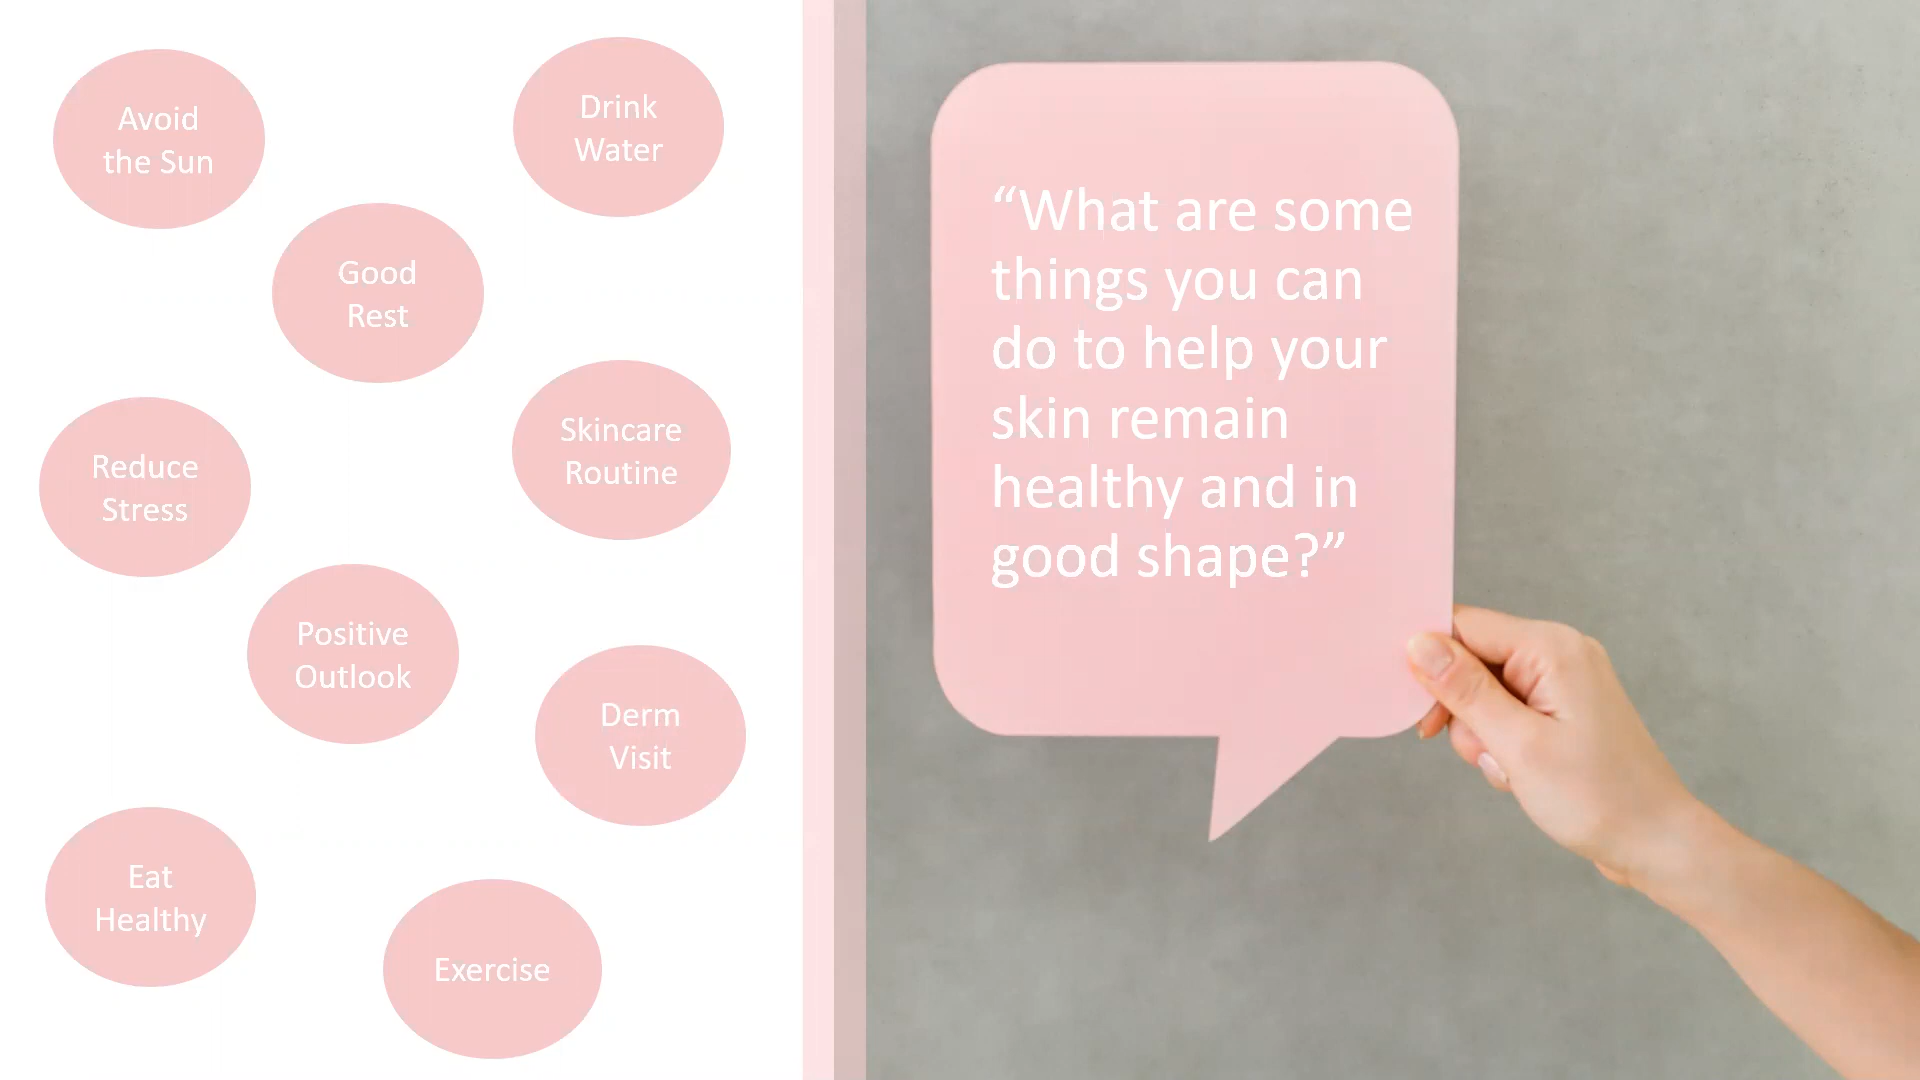 Avoid
the Sun
Drink
Water
Good
Rest
Skincare
Routine
Reduce
Stress
Positive
Outlook
Derm
Visit
Eat
Healthy
Exercise
“What are some
things you can
do to help your
skin remain
healthy and in
good shape?”